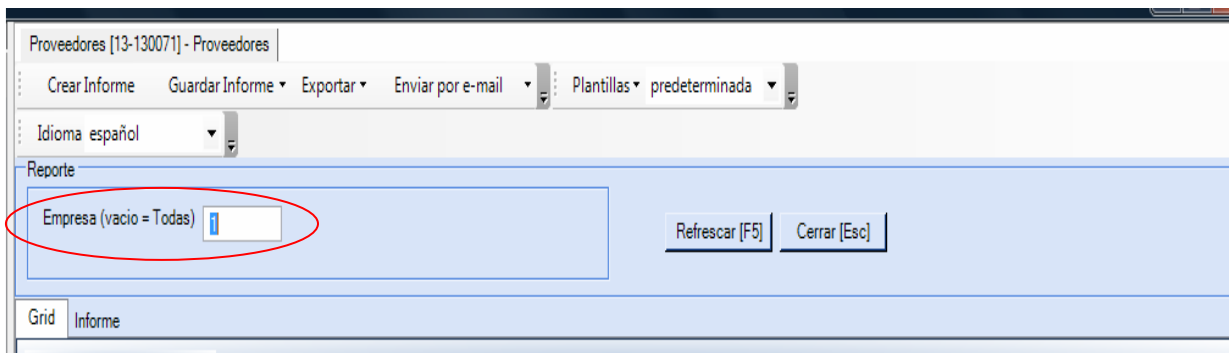 Proveedores [13-130071] - Proveedores
Crear Informe Guardar Informe Exportar Enviar por e-mail Plantillas predeterminada
Idioma español
Reporte
Empresa (vacio = Todas) 1
Refrescar [F5] Cerrar [Esc]
Grid Informe